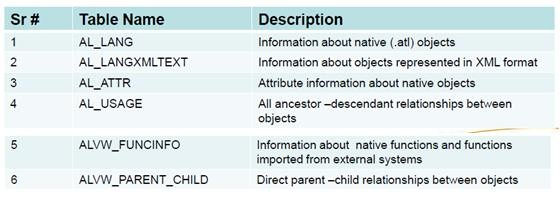 Sr # Table Name Description
1 AL_LANG Information about native (.atl) objects
2 AL_LANGXMLTEXT Information about objects represented in XML format
3 AL_ATTR Attribute information about native objects
4 AL_USAGE All ancestor –descendant relationships between
objects
5 ALVW_FUNCINFO Information about native functions and functions
imported from external systems
6 ALVW_PARENT_CHILD Direct parent –child relationships between objects